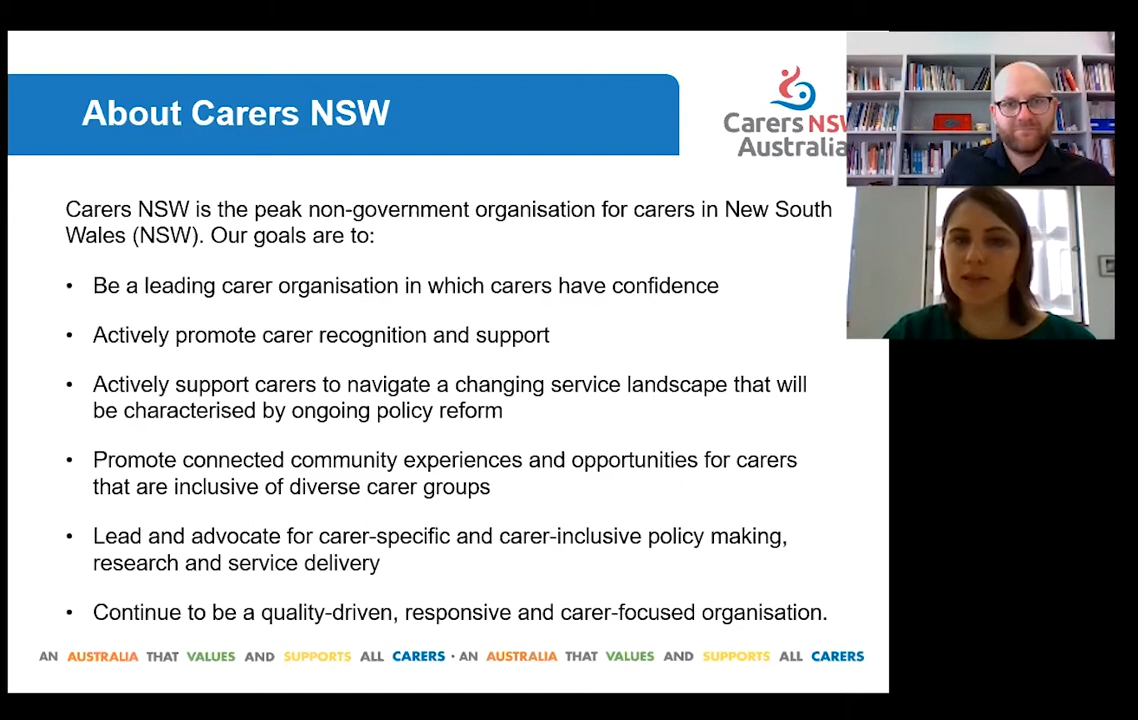 About Carers NSW
Carers NSW
Australia
Carers NSW is the peak non-government organisation for carers in New South
Wales (NSW). Our goals are to:
• Be a leading carer organisation in which carers have confidence
• Actively promote carer recognition and support
• Actively support carers to navigate a changing service landscape that will
be characterised by ongoing policy reform
• Promote connected community experiences and opportunities for carers
that are inclusive of diverse carer groups
• Lead and advocate for carer-specific and carer-inclusive policy making,
research and service delivery
• Continue to be a quality-driven, responsive and carer-focused organisation.
AN AUSTRALIA THAT VALUES AND SUPPORTS ALL CARERS · AN AUSTRALIA THAT VALUES AND SUPPORTS ALL CARERS